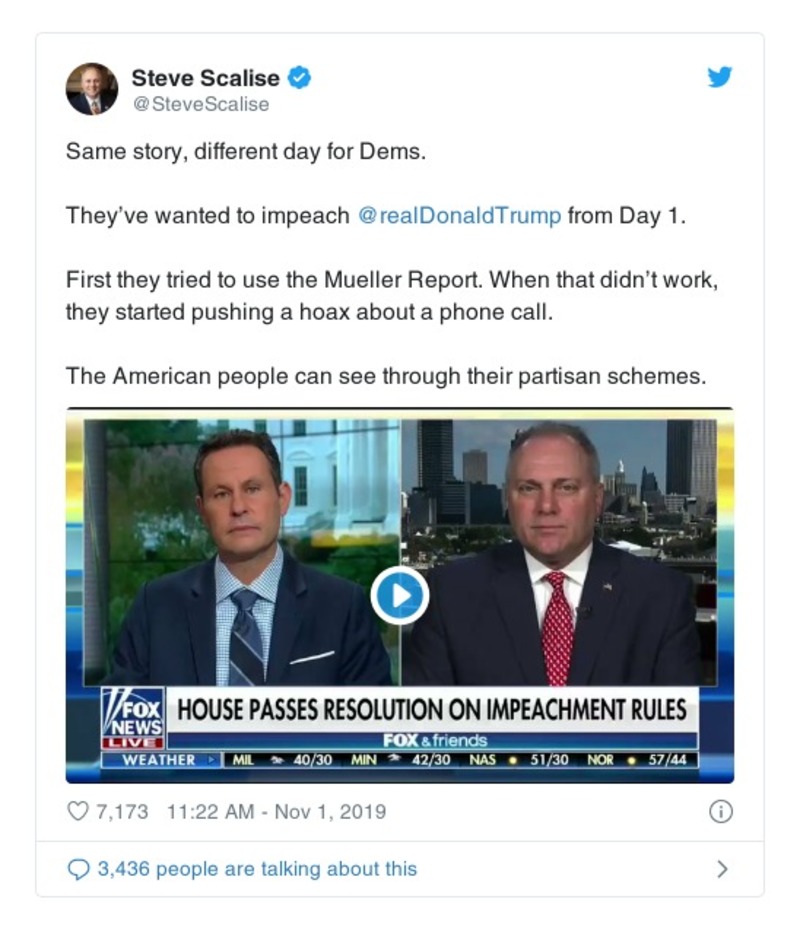 Steve Scalise
@SteveScalise
Same story, different day for Dems.
They’ve wanted to impeach @realDonaldTrump from Day 1.
First they tried to use the Mueller Report. When that didn’t work,
they started pushing a hoax about a phone call.
The American people can see through their partisan schemes.
FOX
NEWS
LIVE
HOUSE PASSES RESOLUTION ON IMPEACHMENT RULES
FOX & friends
WEATHER MIL 40/30 MIN 42/30 NAS 51/30 NOR 57/44
7,173 11:22 AM - Nov 1, 2019
3,436 people are talking about this